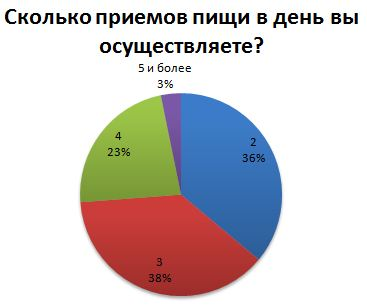 Сколько приемов пищи в день вы
осуществляете?
5 и более
3%
2
36%
4
23%
3
38%